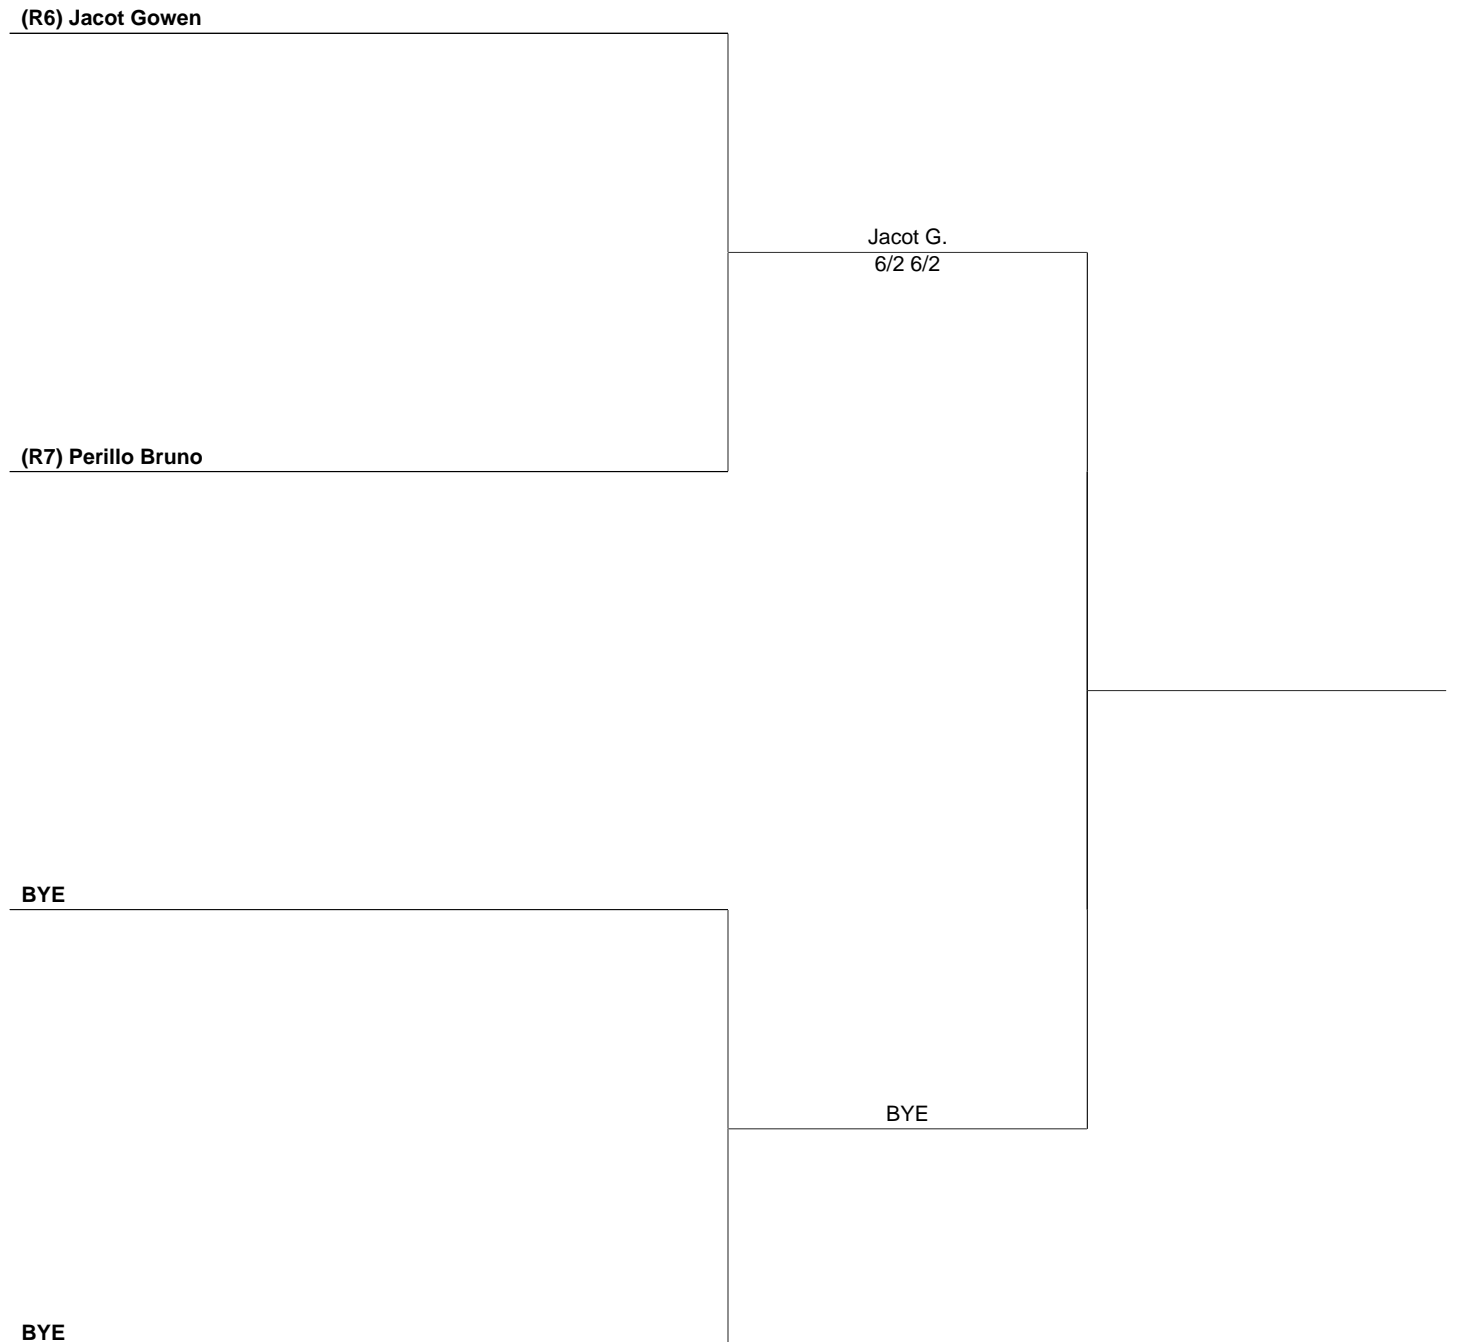 (R6) Jacot Gowen
Jacot G.
6/2 6/2
(R7) Perillo Bruno
BYE
BYE
BYE